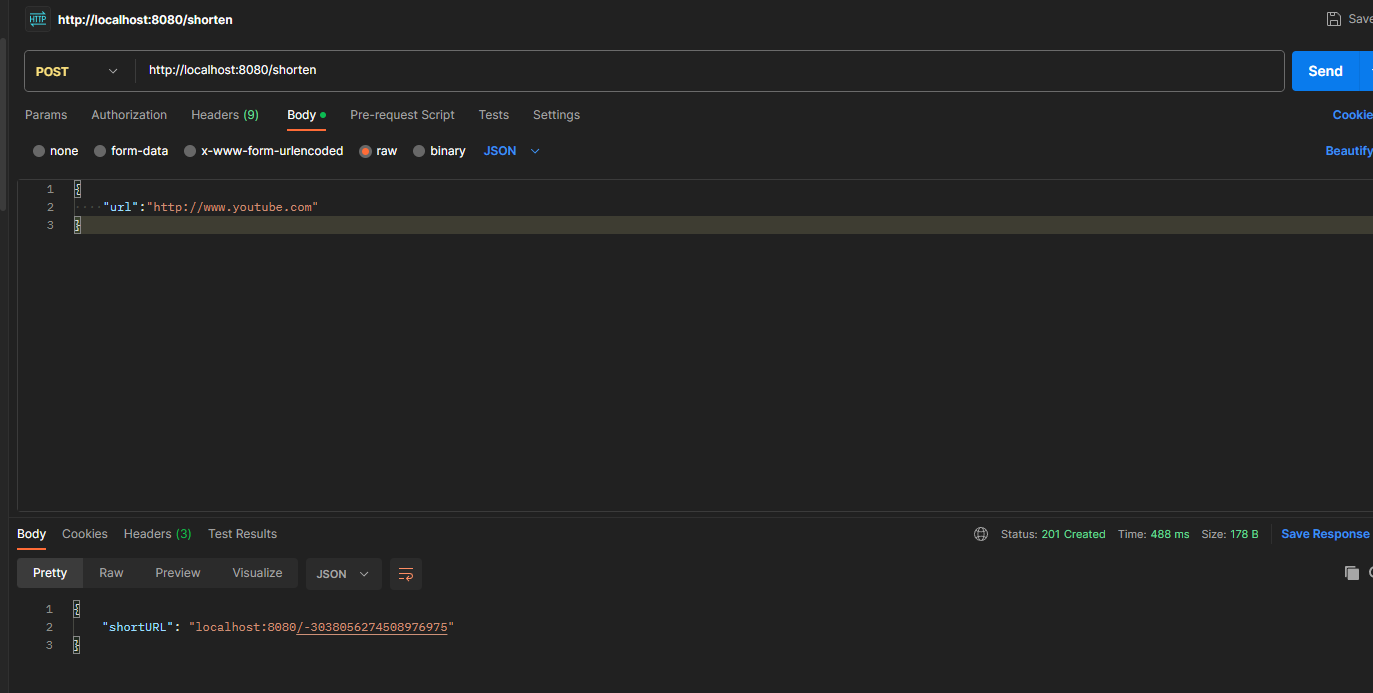 HTTP http://localhost:8080/shorten Save
POST http://localhost:8080/shorten Send
Params Authorization Headers (9) Body Pre-request Script Tests Settings Cookie
none form-data x-www-form-urlencoded raw binary JSON Beautify
1 {
2 ····"url":"http://www.youtube.com"
3 }
Body Cookies Headers (3) Test Results Status: 201 Created Time: 488 ms Size: 178 B Save Response
Pretty Raw Preview Visualize JSON
1 {
2 "shortURL": "localhost:8080/-3038056274508976975"
3 }